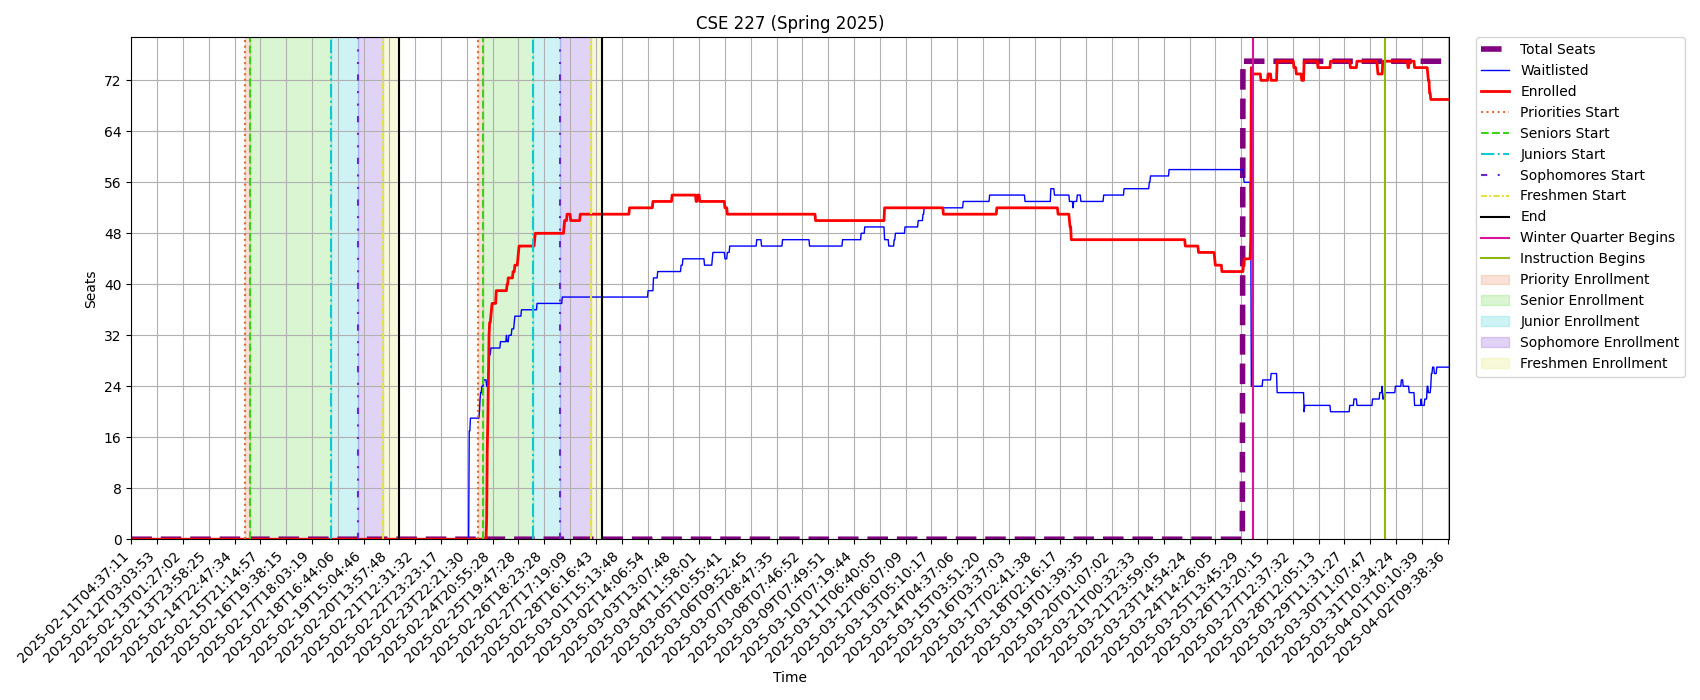 CSE 227 (Spring 2025)
Seats
72
64
56
48
40
32
24
16
8
0
2025-02-11T04:37:11
2025-02-12T03:03:53
2025-02-13T01:27:02
2025-02-13T23:58:25
2025-02-14T22:47:34
2025-02-15T21:14:57
2025-02-16T19:38:15
2025-02-17T18:03:19
2025-02-18T16:44:06
2025-02-19T15:04:46
2025-02-20T13:57:48
2025-02-21T12:31:32
2025-02-22T23:23:17
2025-02-23T22:21:30
2025-02-24T20:55:28
2025-02-25T19:47:28
2025-02-26T18:23:28
2025-02-27T17:19:09
2025-02-28T16:16:43
2025-03-01T15:13:48
2025-03-02T14:06:54
2025-03-03T13:07:48
2025-03-04T11:58:01
2025-03-05T10:55:41
2025-03-06T09:52:45
2025-03-07T08:47:35
2025-03-08T07:46:52
2025-03-09T07:49:51
2025-03-10T07:19:44
2025-03-11T06:40:05
2025-03-12T06:07:09
2025-03-13T05:10:17
2025-03-14T04:37:06
2025-03-15T03:51:20
2025-03-16T03:37:03
2025-03-17T02:41:38
2025-03-18T02:16:17
2025-03-19T01:39:35
2025-03-20T01:07:02
2025-03-21T00:32:33
2025-03-21T23:59:05
2025-03-23T14:54:24
2025-03-24T14:26:05
2025-03-25T13:45:29
2025-03-26T13:20:15
2025-03-27T12:37:32
2025-03-28T12:05:13
2025-03-29T11:31:27
2025-03-30T11:07:47
2025-03-31T10:34:24
2025-04-01T10:10:39
2025-04-02T09:38:36
Time
Total Seats
Waitlisted
Enrolled
Priorities Start
Seniors Start
Juniors Start
Sophomores Start
Freshmen Start
End
Winter Quarter Begins
Instruction Begins
Priority Enrollment
Senior Enrollment
Junior Enrollment
Sophomore Enrollment
Freshmen Enrollment